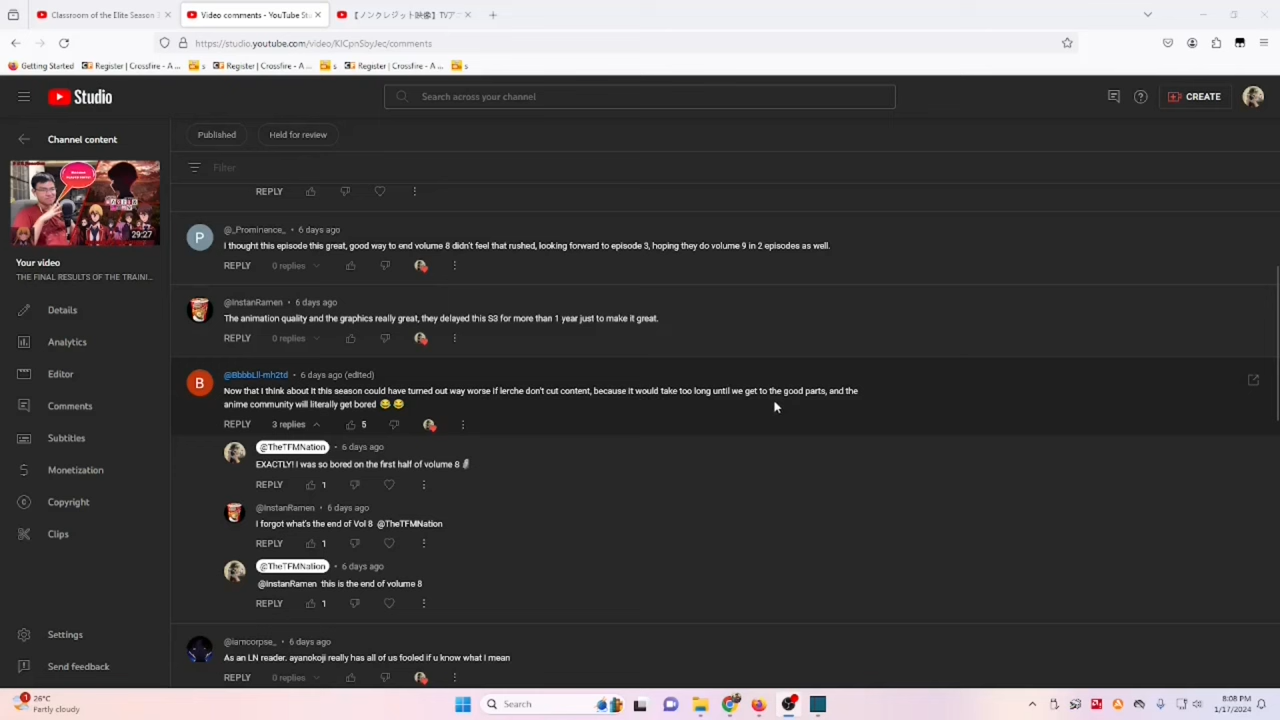 Classroom of the Elite Season
Video comments - YouTube St
【ノンクレジット映像】TVア
https://studio.youtube.com/video/KlCpnSbyJec/comments
Getting Started
Register | Crossfire - A ...
s
Register | Crossfire - A ...
s
Register | Crossfire - A ...
s
Studio
Search across your channel
CREATE
Channel content
29:27
Your video
THE FINAL RESULTS OF THE TRAINI...
Details
Analytics
Editor
Comments
Subtitles
Monetization
Copyright
Clips
Settings
Send feedback
Published
Held for review
Filter
REPLY
P
@_Prominence_ • 6 days ago
I thought this episode this great, good way to end volume 8 didn't feel that rushed, looking forward to episode 3, hoping they do volume 9 in 2 episodes as well.
REPLY 0 replies
@InstanRamen • 6 days ago
The animation quality and the graphics really great, they delayed this S3 for more than 1 year just to make it great.
REPLY 0 replies
B
@BbbbLll-mh2td • 6 days ago (edited)
Now that I think about it this season could have turned out way worse if lerche don't cut content, because it would take too long until we get to the good parts, and the
anime community will literally get bored 😂 😂
REPLY 3 replies 5
@TheTFMNation • 6 days ago
EXACTLY! I was so bored on the first half of volume 8 🗿
REPLY 1
@InstanRamen • 6 days ago
I forgot what's the end of Vol 8 @TheTFMNation
REPLY 1
@TheTFMNation • 6 days ago
@InstanRamen this is the end of volume 8
REPLY 1
@iamcorpse_ • 6 days ago
As an LN reader. ayanokoji really has all of us fooled if u know what I mean
REPLY 0 replies
1
26°C
Partly cloudy
Search
8:08 PM
1/17/2024